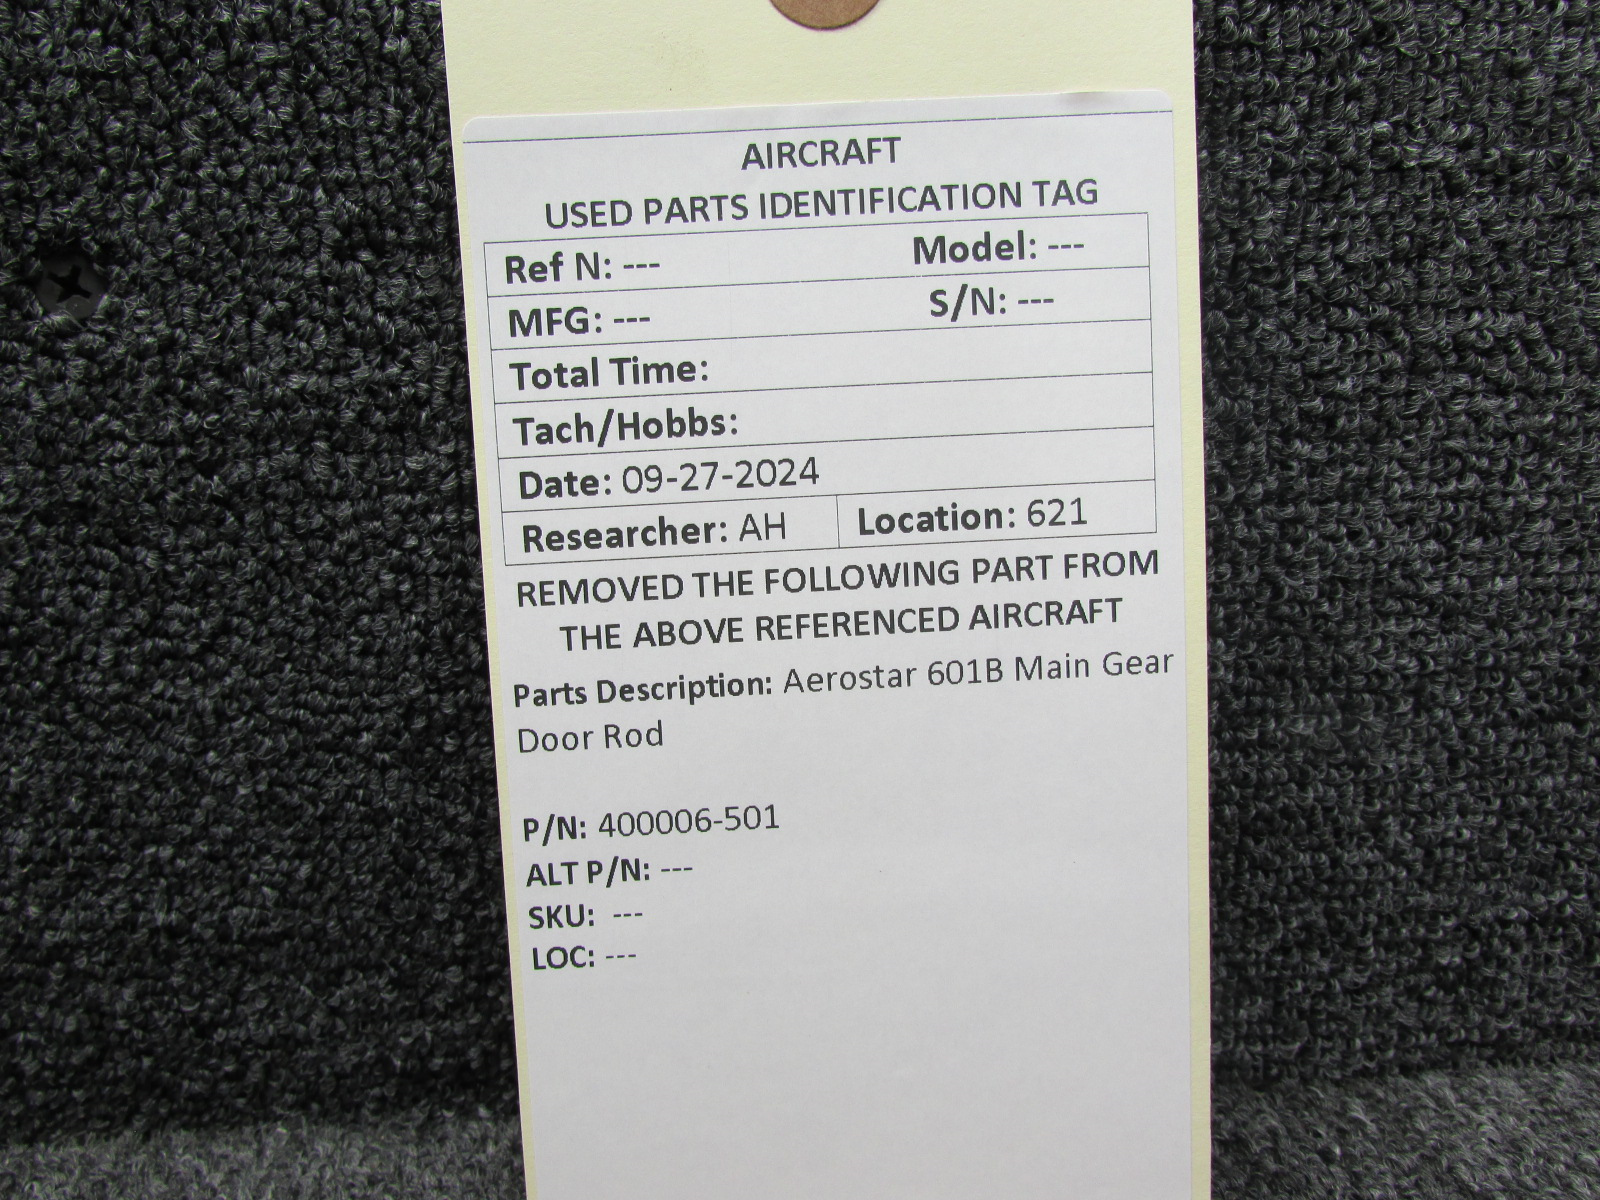 AIRCRAFT
USED PARTS IDENTIFICATION TAG
Ref N: --- Model: ---
MFG: --- S/N: ---
Total Time:
Tach/Hobbs:
Date: 09-27-2024
Researcher: AH Location: 621
REMOVED THE FOLLOWING PART FROM
THE ABOVE REFERENCED AIRCRAFT
Parts Description: Aerostar 601B Main Gear
Door Rod
P/N: 400006-501
ALT P/N: ---
SKU: ---
LOC: ---